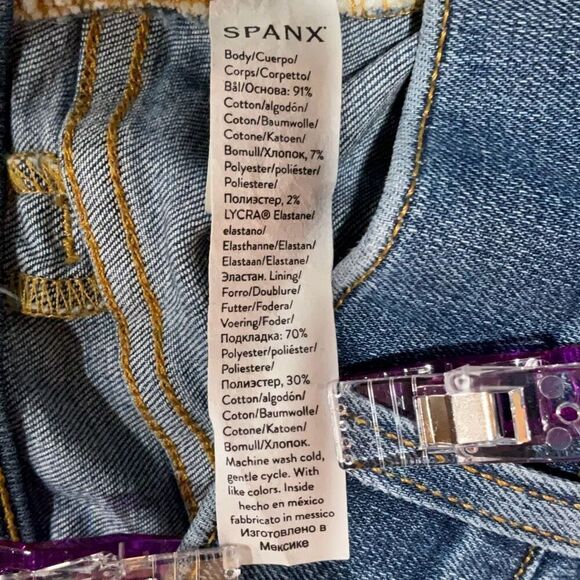 SPANX
Body/Cuerpo/
Corps/Corpetto/
Bål/Основа: 91%
Cotton/algodón/
Coton/Baumwolle/
Cotone/Katoen/
Bomull/Хлопок, 7%
Polyester/poliéster/
Poliestere/
Полиэстер, 2%
LYCRA® Elastane/
elastano/
Elasthanne/Elastan/
Elastaan/Elastane/
Эластан. Lining/
Forro/Doublure/
Futter/Fodera/
Voering/Foder/
Подкладка: 70%
Polyester/poliéster/
Poliestere/
Полиэстер, 30%
Cotton/algodón/
Coton/Baumwolle/
Cotone/Katoen/
Bomull/Хлопок.
Machine wash cold,
gentle cycle. With
like colors. Inside
hecho en méxico
fabbricato in messico
Изготовлено в
Мексике